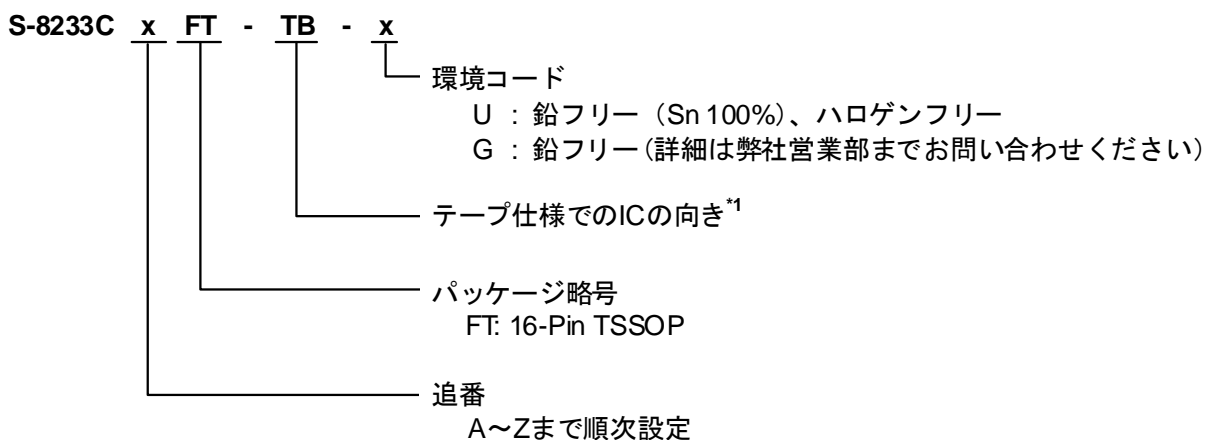 S-8233C x FT - TB - x
環境コード
U : 鉛フリー（Sn 100%）、ハロゲンフリー
G : 鉛フリー（詳細は弊社営業部までお問い合わせください）
テープ仕様でのICの向き*1
パッケージ略号
FT: 16-Pin TSSOP
追番
A～Zまで順次設定